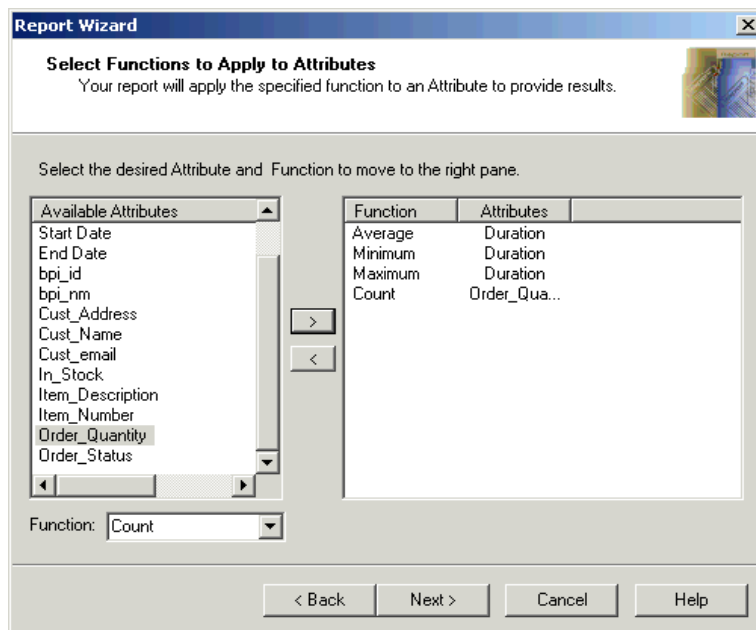 Report Wizard
Select Functions to Apply to Attributes
Your report will apply the specified function to an Attribute to provide results.
Select the desired Attribute and Function to move to the right pane.
Available Attributes
Start Date
End Date
bpi_id
bpi_nm
Cust_Address
Cust_Name
Cust_email
In_Stock
Item_Description
Item_Number
Order_Quantity
Order_Status
>
<
Function Attributes
Average Duration
Minimum Duration
Maximum Duration
Count Order_Qua...
Function: Count
< Back Next > Cancel Help